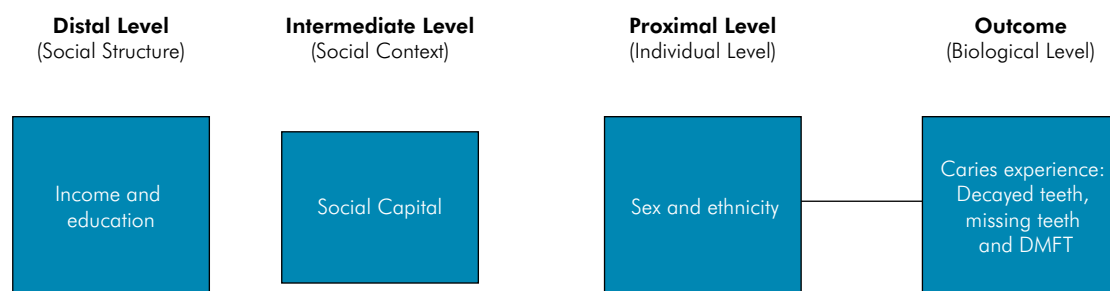 Distal Level
(Social Structure)
Intermediate Level
(Social Context)
Proximal Level
(Individual Level)
Outcome
(Biological Level)
Income and
education
Social Capital
Sex and ethnicity
Caries experience:
Decayed teeth,
missing teeth
and DMFT